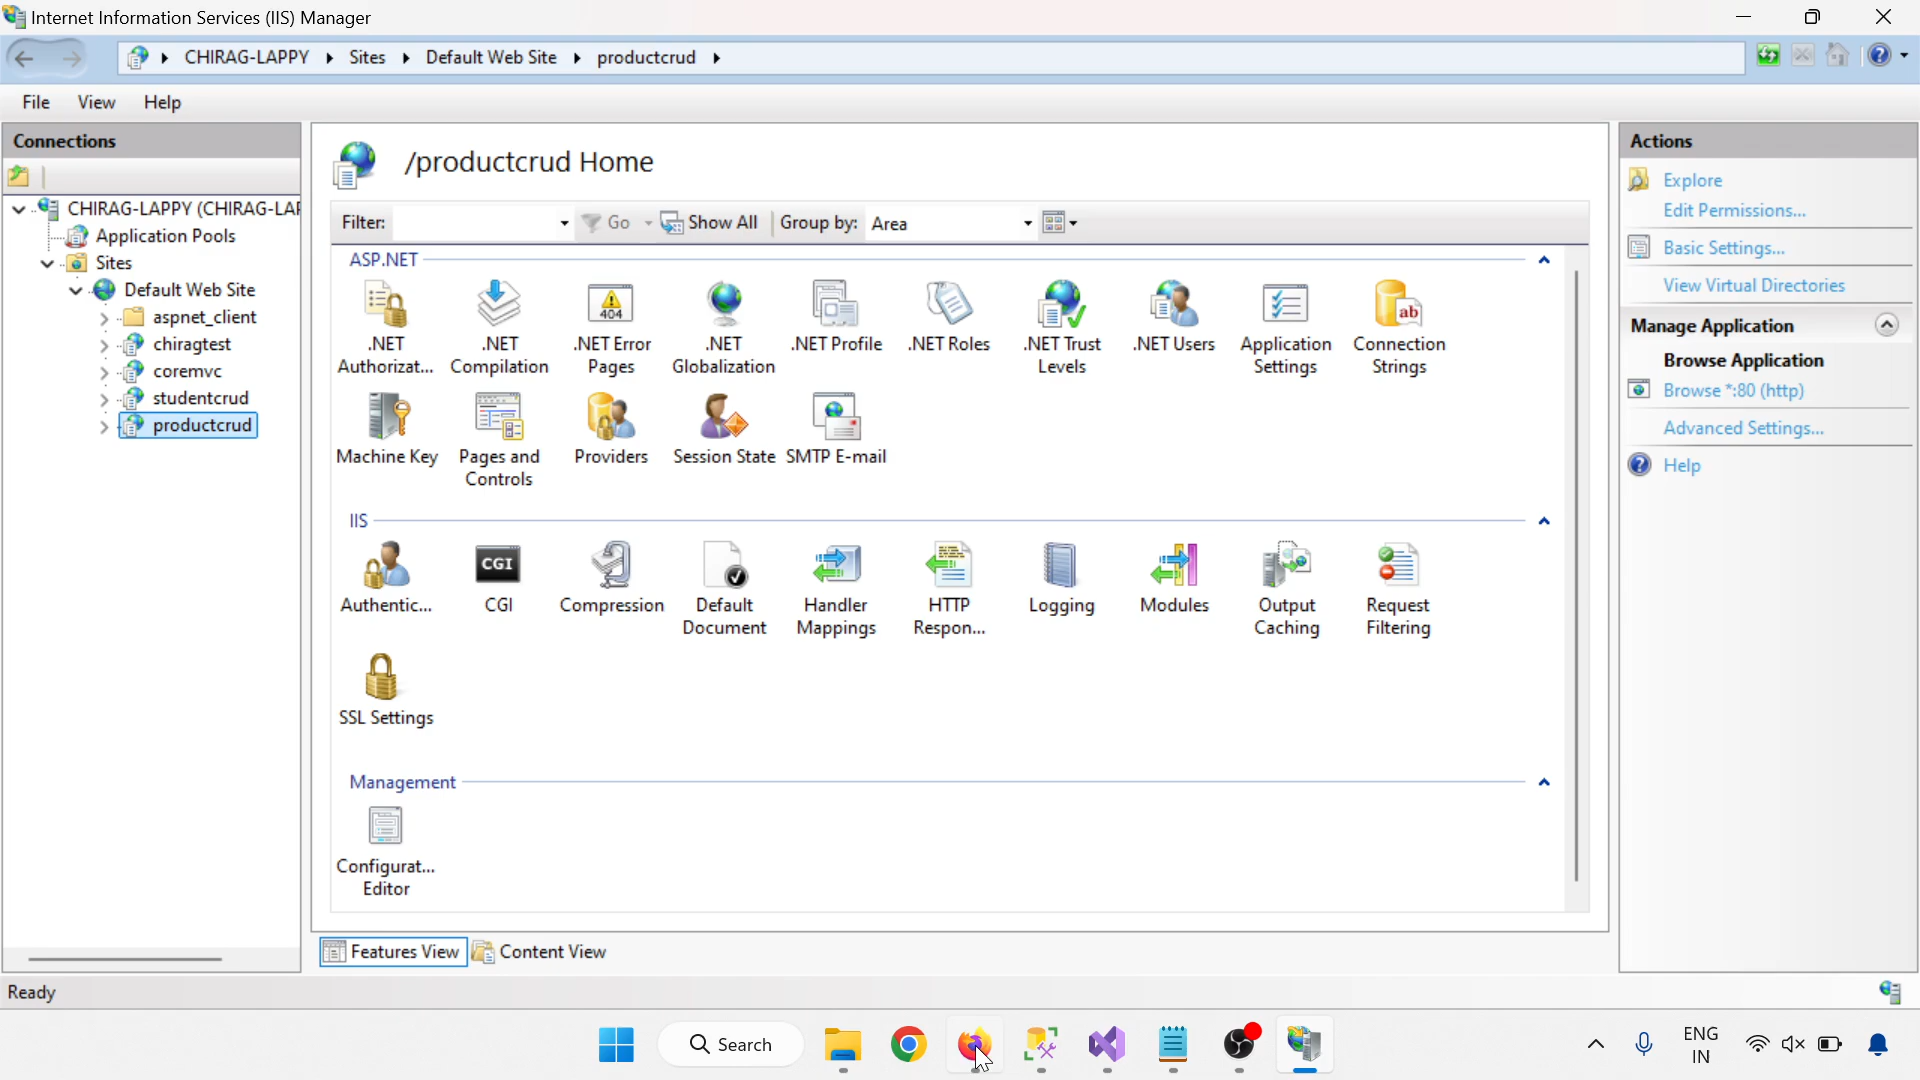 Internet Information Services (IIS) Manager
CHIRAG-LAPPY Sites Default Web Site productcrud
File View Help
Connections
CHIRAG-LAPPY (CHIRAG-LAP
Application Pools
Sites
Default Web Site
aspnet_client
chiragtest
coremvc
studentcrud
productcrud
/productcrud Home
Filter: Go Show All Group by: Area
ASP.NET
.NET Authorizat...
.NET Compilation
404
.NET Error Pages
.NET Globalization
.NET Profile
.NET Roles
.NET Trust Levels
.NET Users
Application Settings
ab
Connection Strings
Machine Key
Pages and Controls
Providers
Session State
SMTP E-mail
IIS
Authentic...
CGI
CGI
Compression
Default Document
Handler Mappings
HTTP Respon...
Logging
Modules
Output Caching
Request Filtering
SSL Settings
Management
Configurat... Editor
Features View Content View
Actions
Explore
Edit Permissions...
Basic Settings...
View Virtual Directories
Manage Application
Browse Application
Browse *:80 (http)
Advanced Settings...
Help
Ready
Search
ENG
IN